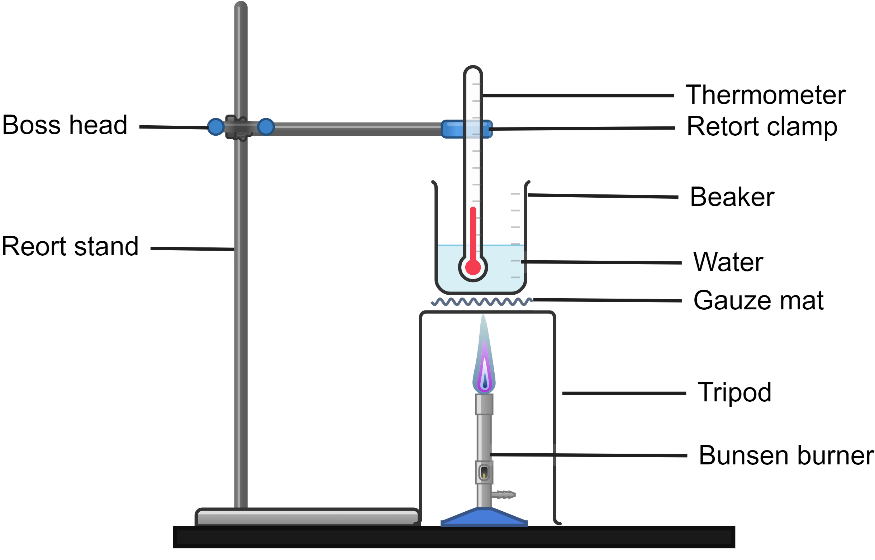 Boss head
Reort stand
Thermometer
Retort clamp
Beaker
Water
Gauze mat
Tripod
Bunsen burner